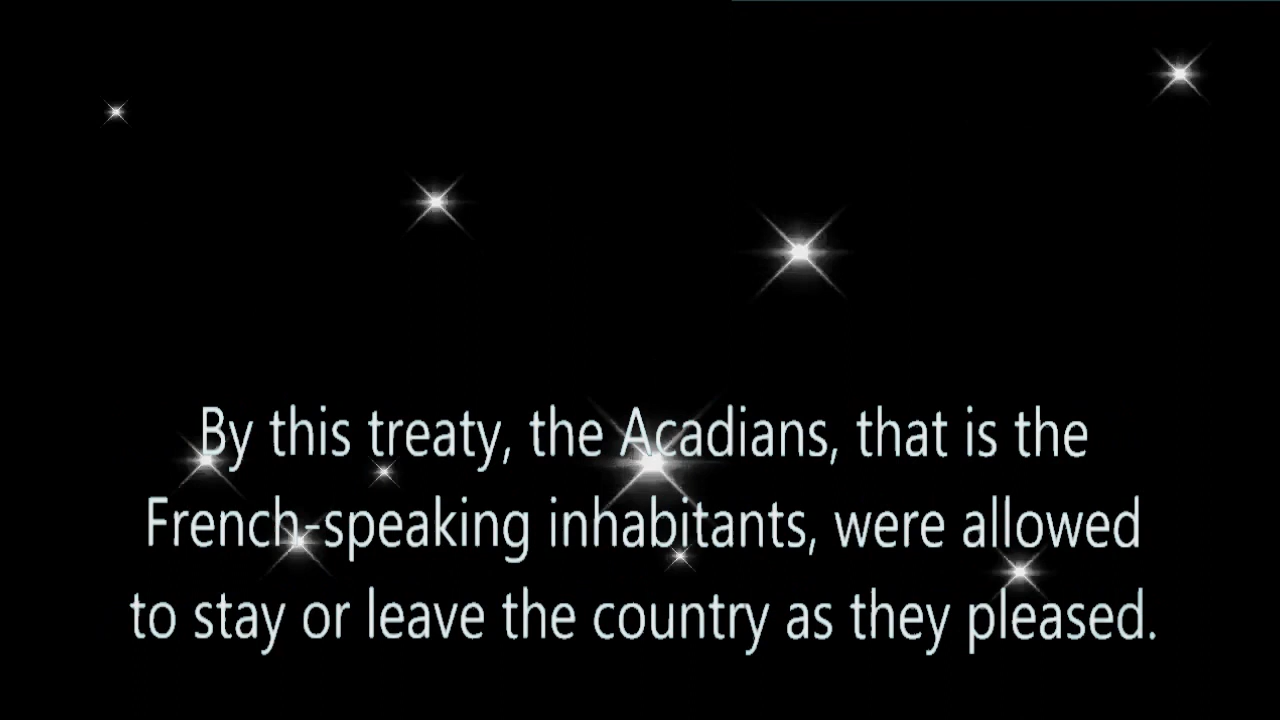 By this treaty, the Acadians, that is the
French-speaking inhabitants, were allowed
to stay or leave the country as they pleased.